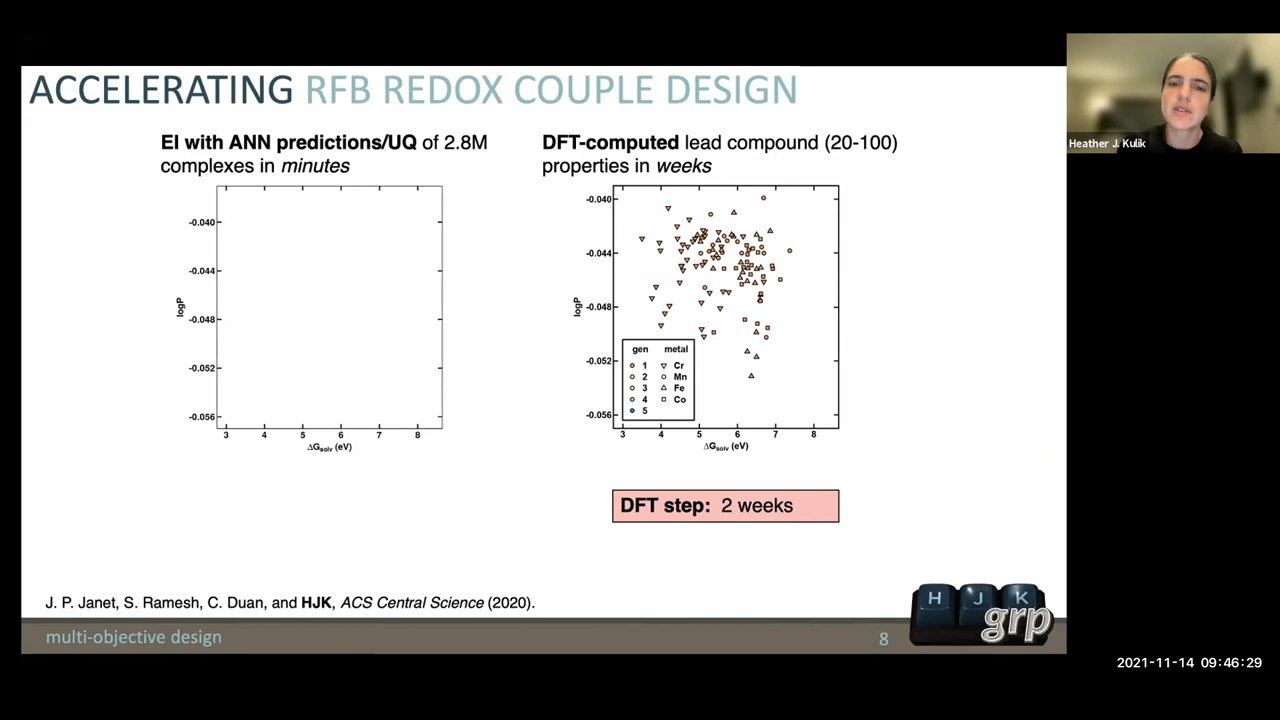 ACCELERATING RFB REDOX COUPLE DESIGN
Heather J. Kulik
EI with ANN predictions/UQ of 2.8M
complexes in minutes
DFT-computed lead compound (20-100)
properties in weeks
-0.040
-0.044
-0.048
-0.052
-0.056
logP
3 4 5 6 7 8
ΔGsolv (eV)
-0.040
-0.044
-0.048
-0.052
-0.056
logP
gen metal
1 Cr
2 Mn
3 Fe
4 Co
5
3 4 5 6 7 8
ΔGsolv (eV)
DFT step: 2 weeks
J. P. Janet, S. Ramesh, C. Duan, and HJK, ACS Central Science (2020).
H J K
grp
multi-objective design
8
2021-11-14 09:46:29